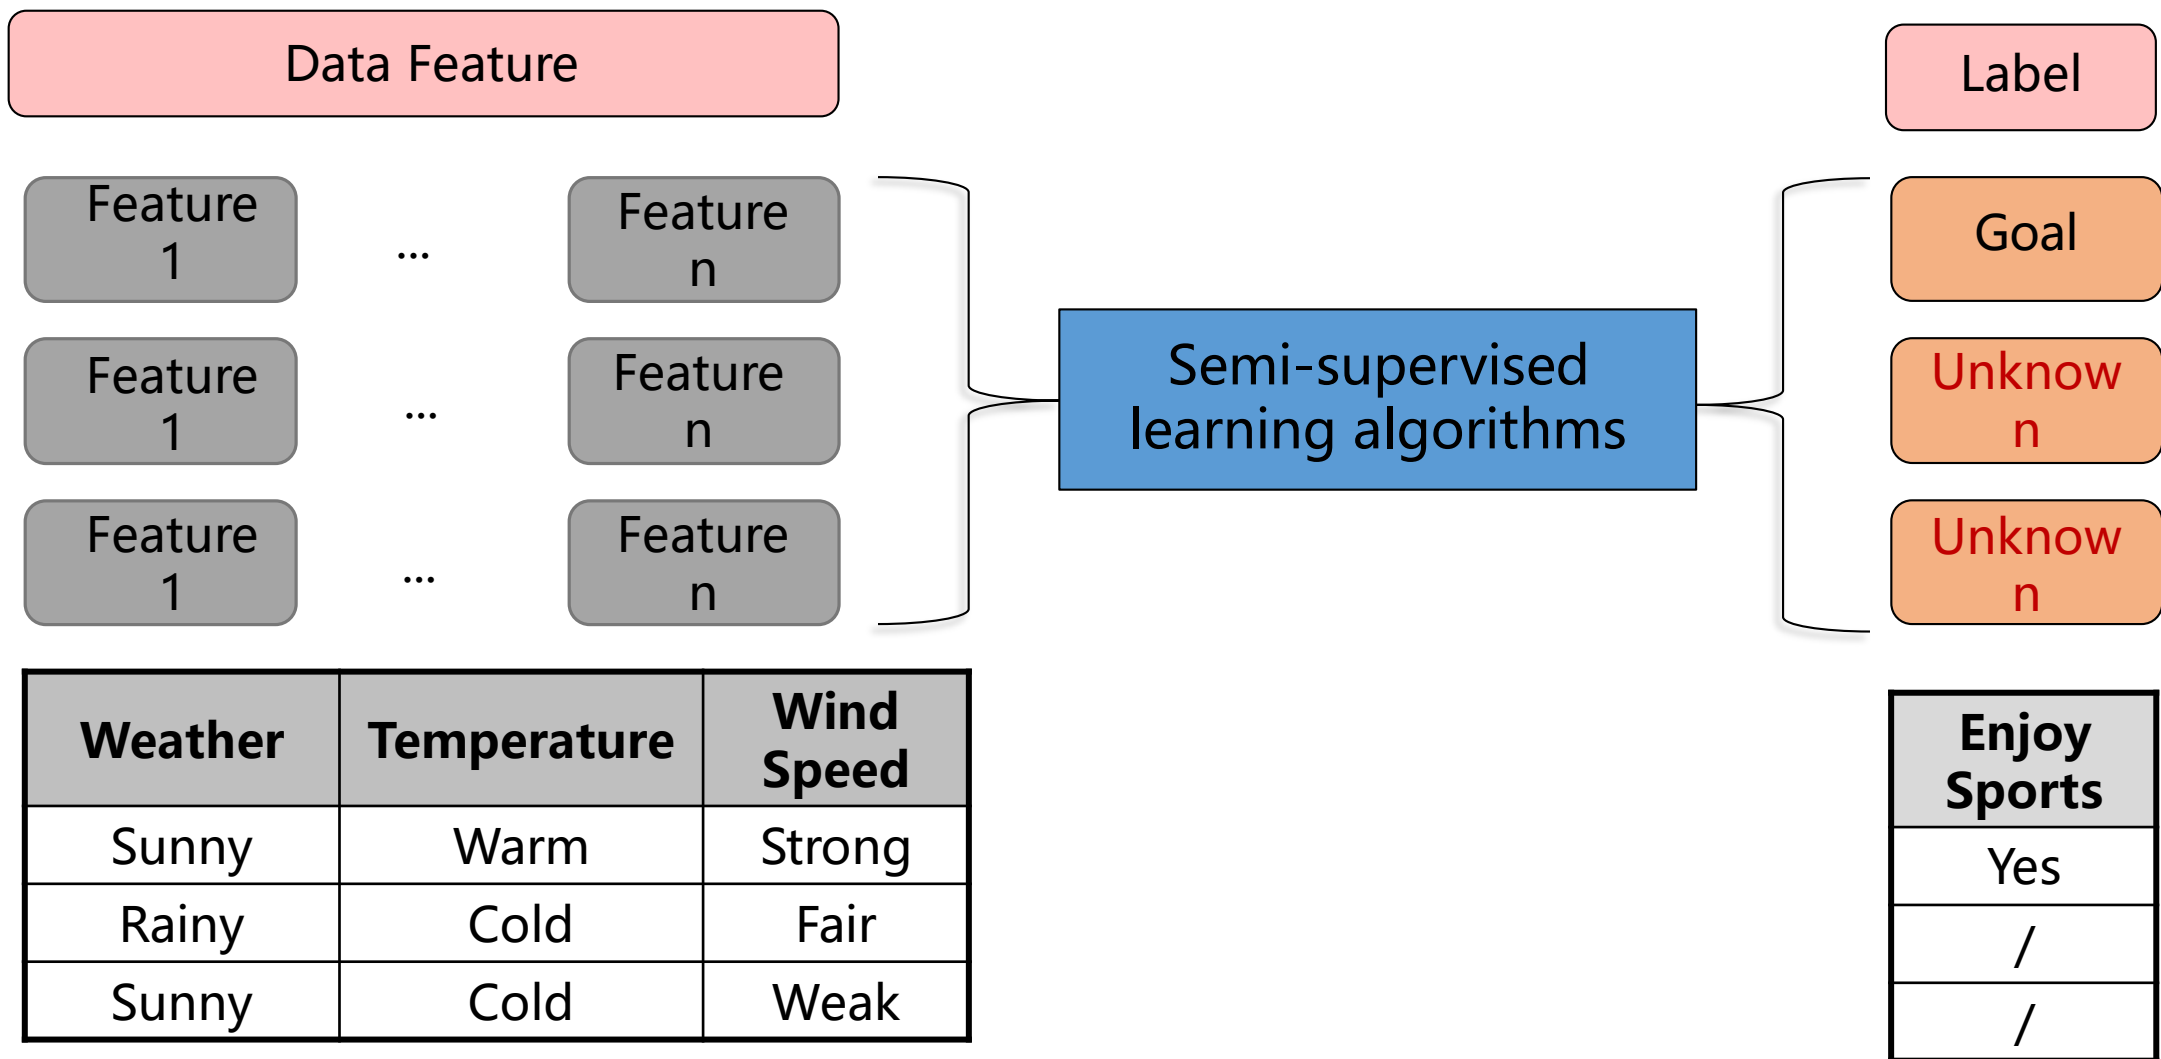 Data Feature
Label
Feature
1
...
Feature
n
Goal
Feature
1
...
Feature
n
Semi-supervised
learning algorithms
Unknow
n
Feature
1
...
Feature
n
Unknow
n
Weather Temperature Wind
Speed
Sunny Warm Strong
Rainy Cold Fair
Sunny Cold Weak
Enjoy
Sports
Yes
/
/